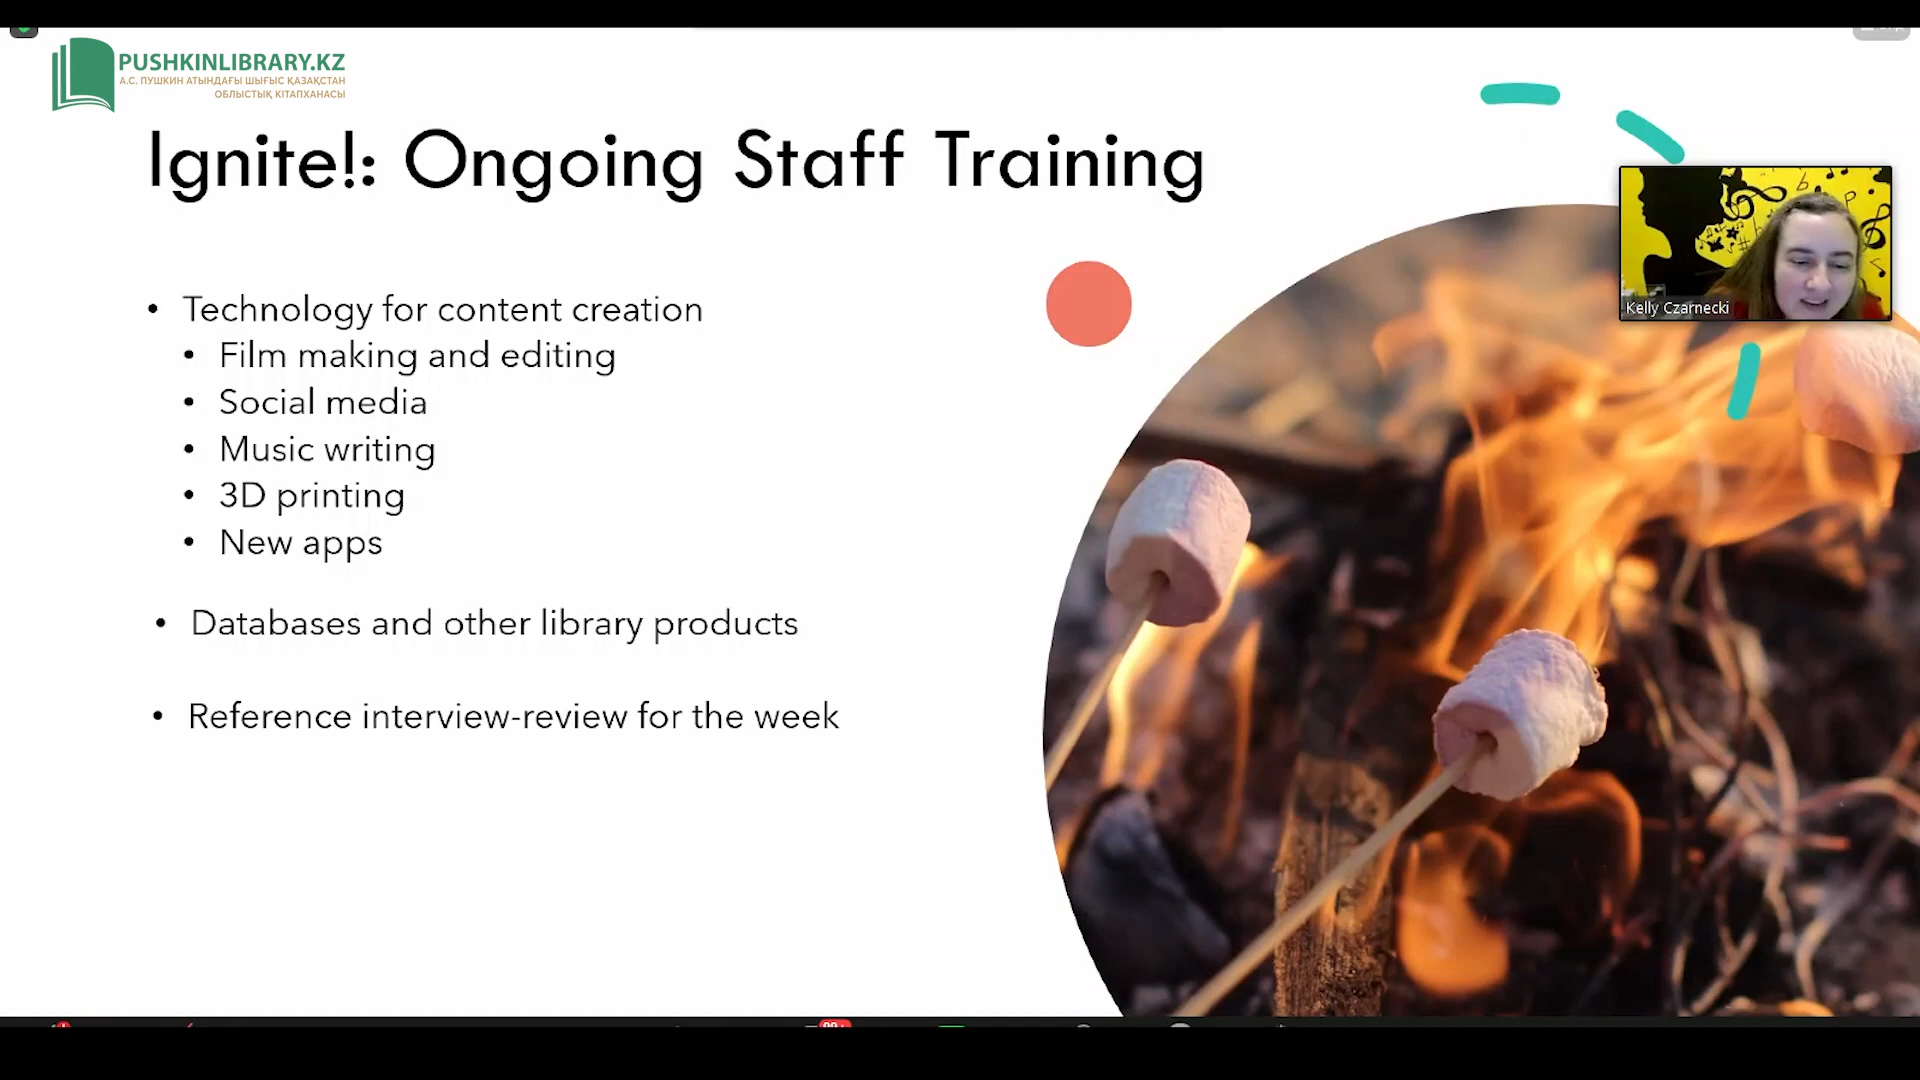 PUSHKINLIBRARY.KZ
А.С. ПУШКИН АТЫНДАҒЫ ШЫҒЫС ҚАЗАҚСТАН
ОБЛЫСТЫҚ КІТАПХАНАСЫ
Ignite!: Ongoing Staff Training
Kelly Czarnecki
• Technology for content creation
• Film making and editing
• Social media
• Music writing
• 3D printing
• New apps
• Databases and other library products
• Reference interview-review for the week